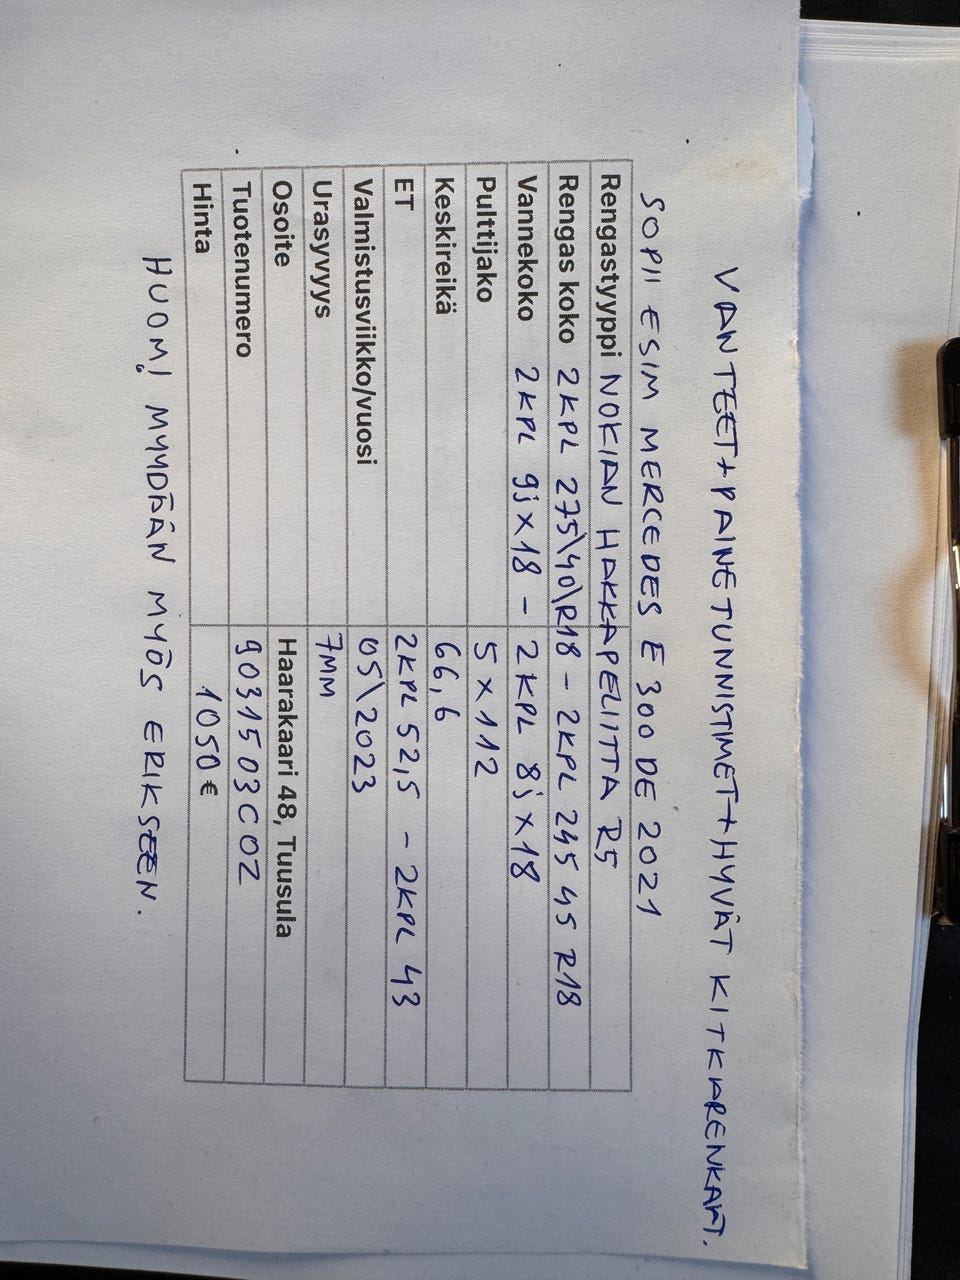 VANTEET+PAINETUNNISTIMET+HYVÄT KITKARENKAAT.
SOPII ESIM MERCEDES E 300 DE 2021
Rengastyyppi NOKIAN HAKKAPELIITTA R5
Rengas koko 2KPL 275\40\R18 - 2KPL 245 45 R18
Vannekoko 2KPL 9j x 18 - 2KPL 8j x 18
Pulttijako 5 x 112
Keskireikä 66,6
ET 2KPL 52,5 - 2KPL 43
Valmistusviikko/vuosi 05\2023
Urasyvyys 7MM
Osoite Haarakaari 48, Tuusula
Tuotenumero 9031503COZ
Hinta 1050 €
HUOM! MYYDÄÄN MYÖS ERIKSEEN.